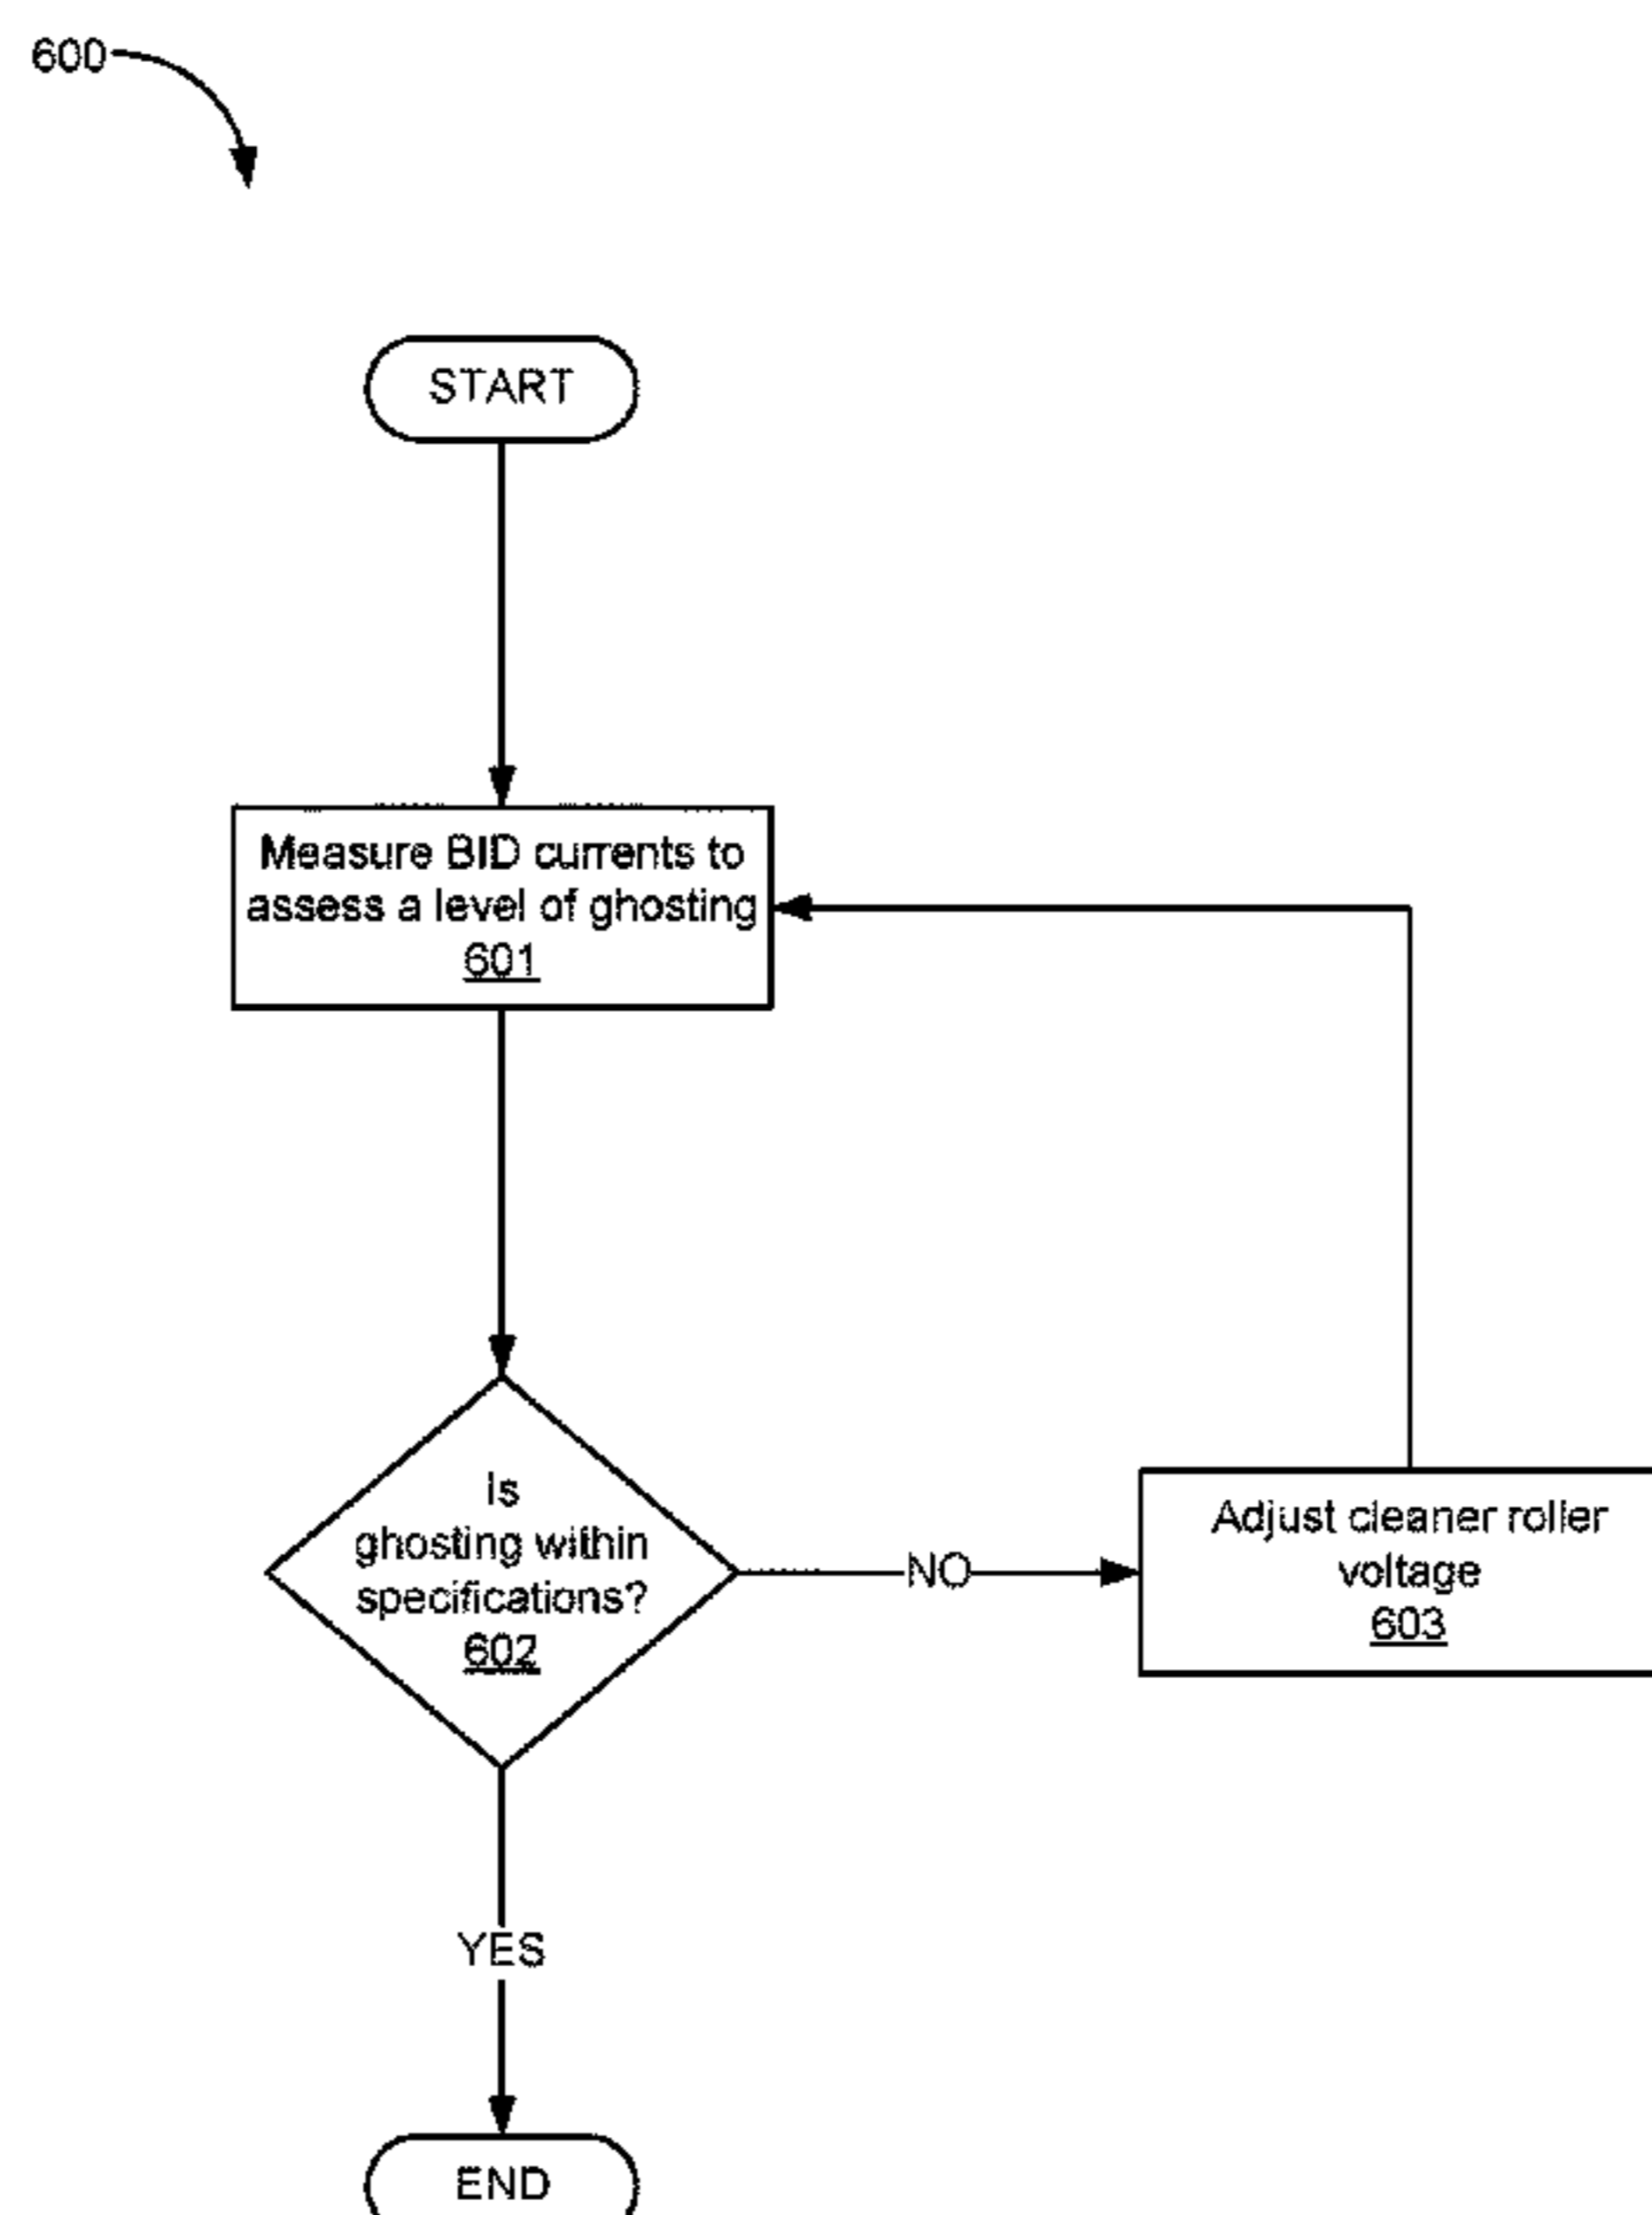 600
START
Measure BID currents to
assess a level of ghosting
601
Is
ghosting within
specifications?
602
NO
Adjust cleaner roller
voltage
603
YES
END